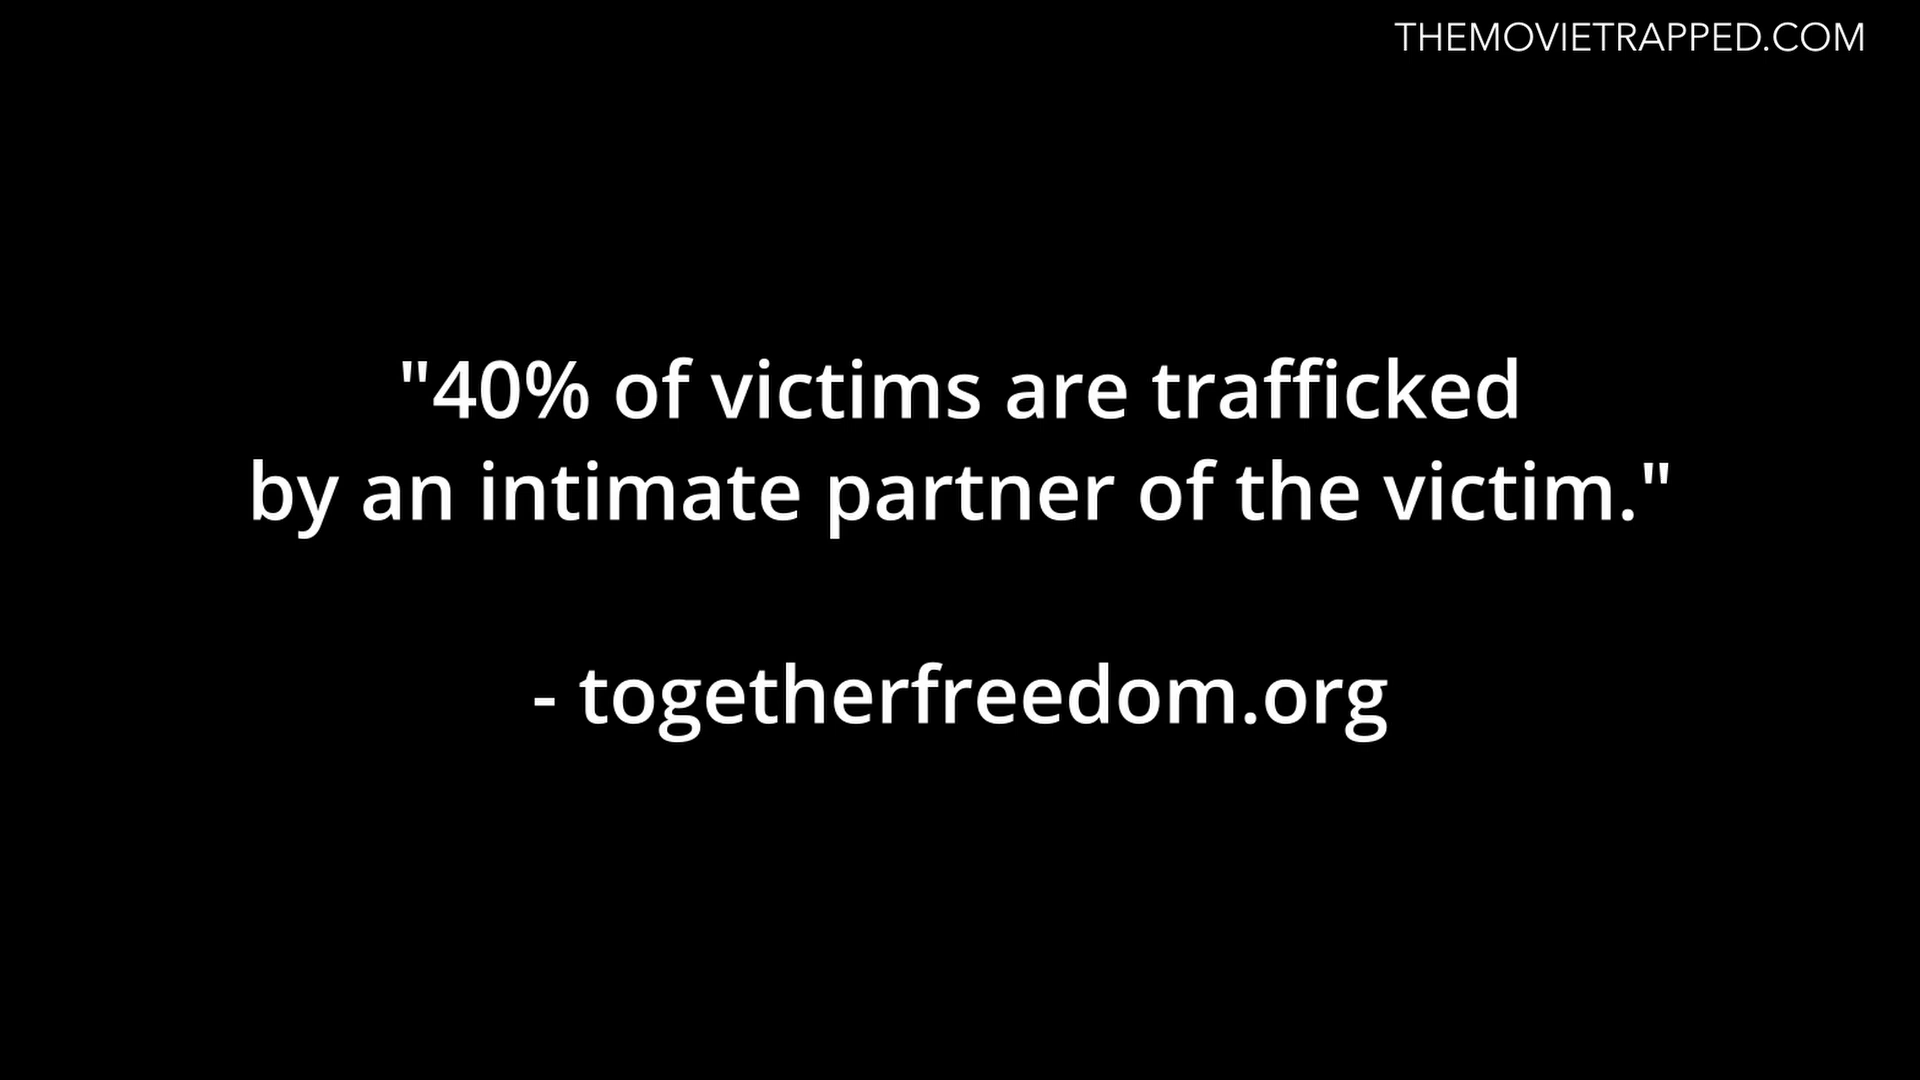 THEMOVIETRAPPED.COM
"40% of victims are trafficked
by an intimate partner of the victim."
- togetherfreedom.org